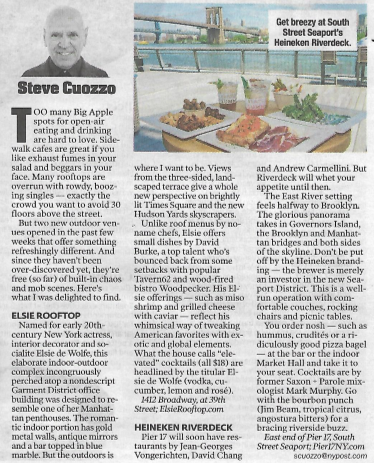 Get breezy at South
Street Seaport's
Heineken Riverdeck.
Steve Cuozzo
TOO many Big Apple
spots for open-air
eating and drinking
are hard to love. Side-
walk cafes are great if you
like exhaust fumes in your
salad and beggars in your
face. Many rooftops are
overrun with rowdy, booz-
ing singles — exactly the
crowd you want to avoid 30
floors above the street.
But two new outdoor ven-
ues opened in the past few
weeks that offer something
refreshingly different. And
since they haven't been
over-discovered yet, they're
free (so far) of built-in chaos
and mob scenes. Here's
what I was delighted to find.
ELSIE ROOFTOP
Named for early 20th-
century New York actress,
interior decorator and so-
cialite Elsie de Wolfe, this
elaborate indoor-outdoor
complex incongruously
perched atop a nondescript
Garment District office
building was designed to re-
semble one of her Manhat-
tan penthouses. The roman-
tic indoor portion has gold
metal walls, antique mirrors
and a bar topped in blue
marble. But the outdoors is
where I want to be. Views
from the three-sided, land-
scaped terrace give a whole
new perspective on brightly
lit Times Square and the new
Hudson Yards skyscrapers.
Unlike roof menus by no-
name chefs, Elsie offers
small dishes by David
Burke, a top talent who's
bounced back from some
setbacks with popular
Tavern62 and wood-fired
bistro Woodpecker. His El-
sie offerings — such as miso
shrimp and grilled cheese
with caviar — reflect his
whimsical way of tweaking
American favorites with ex-
otic and global elements.
What the house calls "ele-
vated" cocktails (all $18) are
headlined by the titular El-
sie de Wolfe (vodka, cu-
cumber, lemon and rosé).
1412 Broadway, at 39th
Street; ElsieRooftop.com
HEINEKEN RIVERDECK
Pier 17 will soon have res-
taurants by Jean-Georges
Vongerichten, David Chang
and Andrew Carmellini. But
Riverdeck will whet your
appetite until then.
The East River setting
feels halfway to Brooklyn.
The glorious panorama
takes in Governors Island,
the Brooklyn and Manhat-
tan bridges and both sides
of the skyline. Don't be put
off by the Heineken brand-
ing — the brewer is merely
an investor in the new Sea-
port District. This is a well-
run operation with com-
fortable couches, rocking
chairs and picnic tables.
You order nosh — such as
hummus, crudités or a ri-
diculously good pizza bagel
— at the bar or the indoor
Market Hall and take it to
your seat. Cocktails are by
former Saxon + Parole mix-
ologist Mark Murphy. Go
with the bourbon punch
(Jim Beam, tropical citrus,
angostura bitters) for a
bracing riverside buzz.
East end of Pier 17, South
Street Seaport; Pier17NY.com
scuozzo@nypost.com